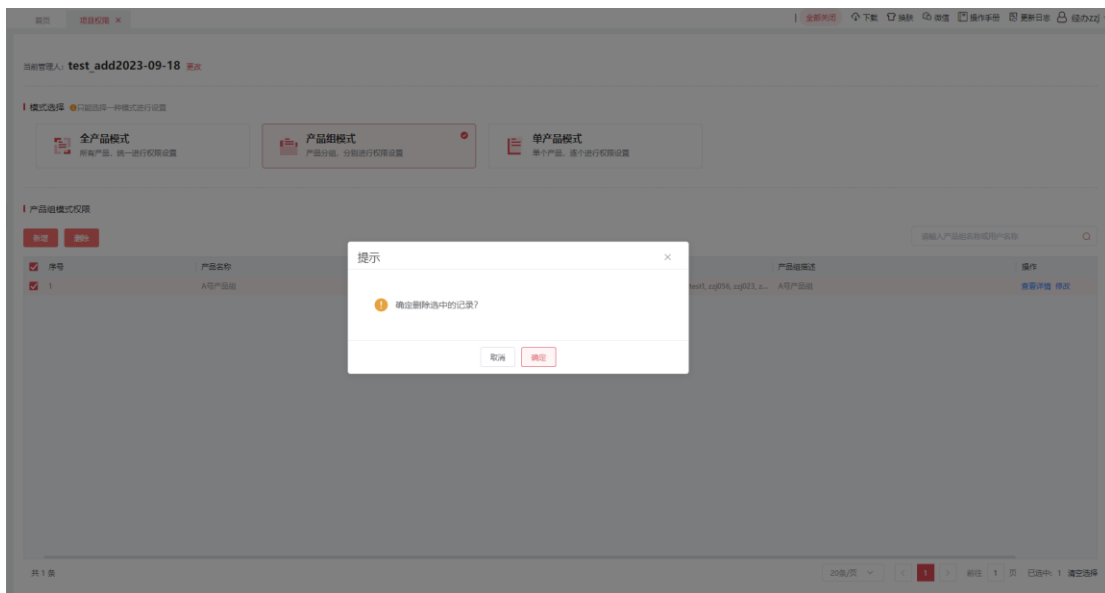 首页 项目权限 × 全部关闭 下载 换肤 微信 操作手册 更新日志 经办zzj
当前管理人: test_add2023-09-18 更改
模式选择 只能选择一种模式进行设置
全产品模式
所有产品，统一进行权限设置
产品组模式
产品分组，分别进行权限设置
单产品模式
单个产品，逐个进行权限设置
产品组模式权限
新增 删除 请输入产品组名称或用户名称
序号 产品名称 产品组描述 操作
1 A号产品组 test1, zzj056, zzj023, z... A号产品组 查看详情 修改
提示 ×
确定删除选中的记录?
取消 确定
共 1 条 20条/页 < 1 > 前往 1 页 已选中: 1 清空选择